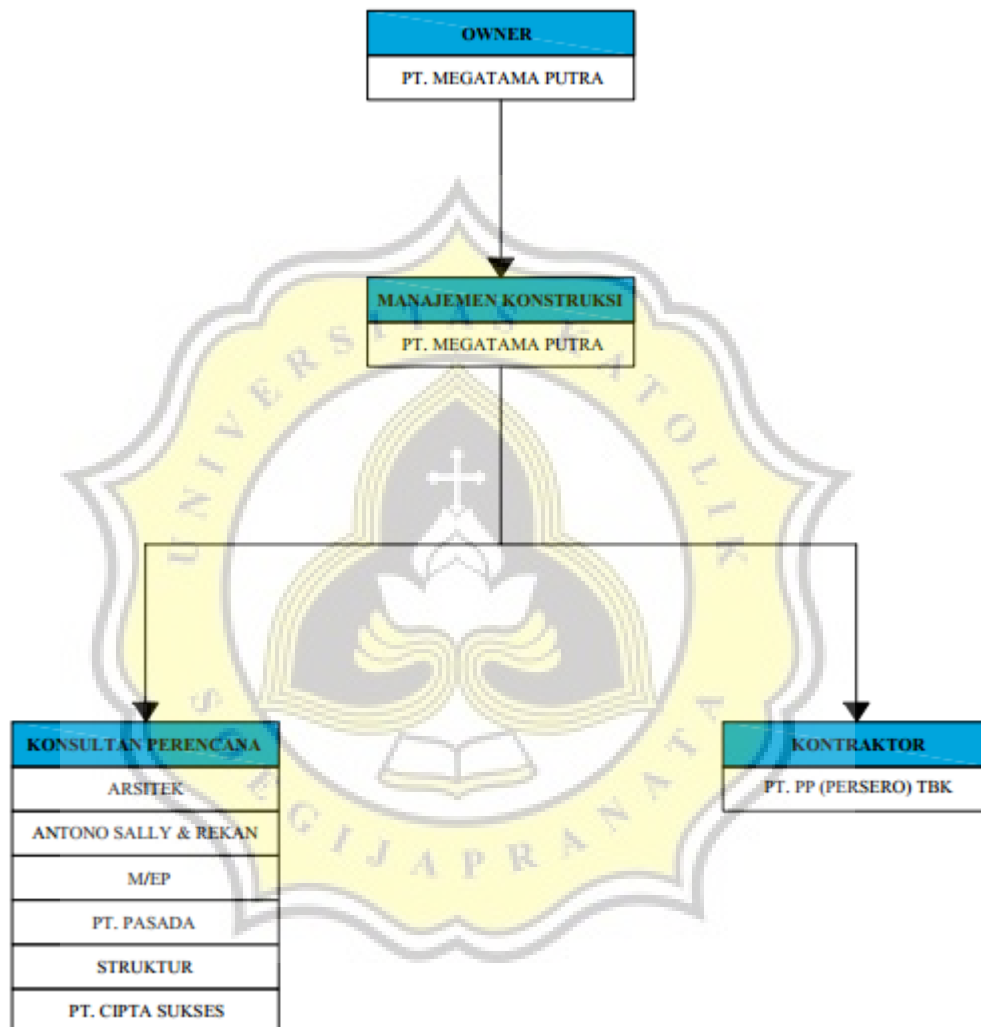 OWNER
PT. MEGATAMA PUTRA
MANAJEMEN KONSTRUKSI
PT. MEGATAMA PUTRA
UNIVERSITAS KATOLIK
SOEGIJAPRANATA
KONSULTAN PERENCANA
ARSITEK
ANTONO SALLY & REKAN
M/EP
PT. PASADA
STRUKTUR
PT. CIPTA SUKSES
KONTRAKTOR
PT. PP (PERSERO) TBK